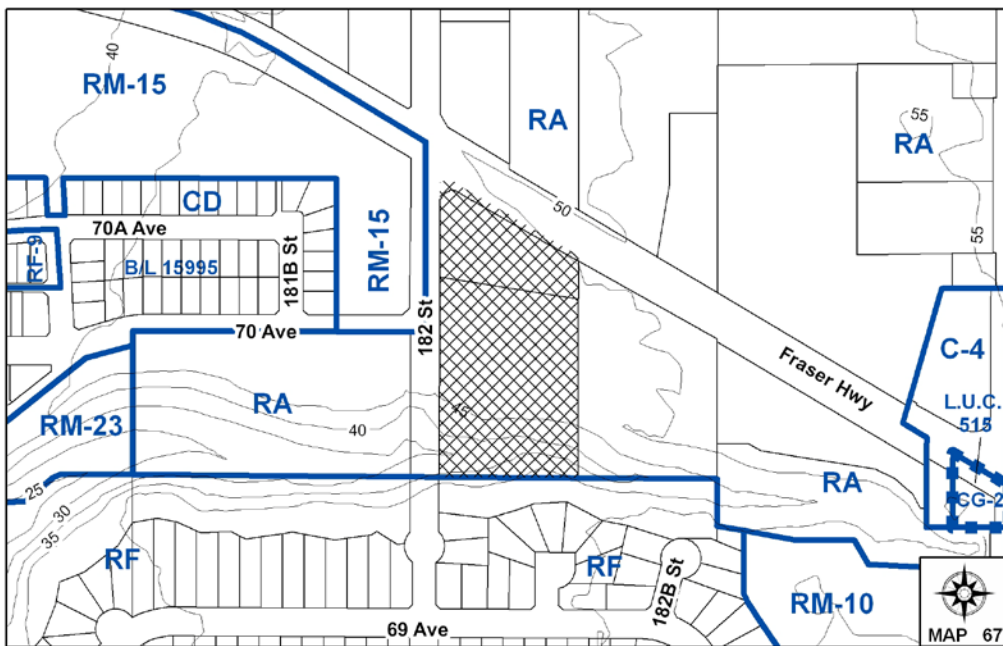 40
RM-15
RA
55
RA
CD
50
70A Ave
RF-9
B/L 15995
181B St
RM-15
55
182 St
70 Ave
C-4
Fraser Hwy
L.U.C.
515
RA
45
40
RM-23
RA
25
CG-2
30
35
RF
RF
182B St
RM-10
69 Ave
MAP 67